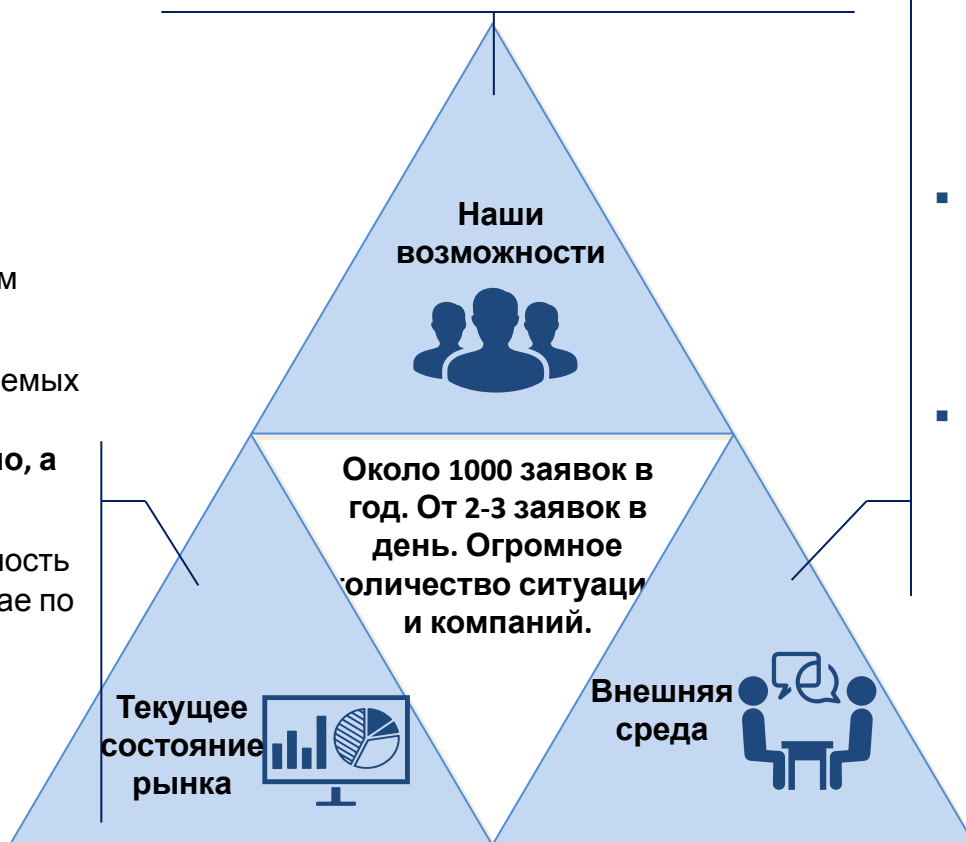 Наши
возможности
м
емых
но, а
ность
ае по
Около 1000 заявок в
год. От 2-3 заявок в
день. Огромное
количество ситуаци
и компаний.
Текущее
состояние
рынка
Внешняя
среда